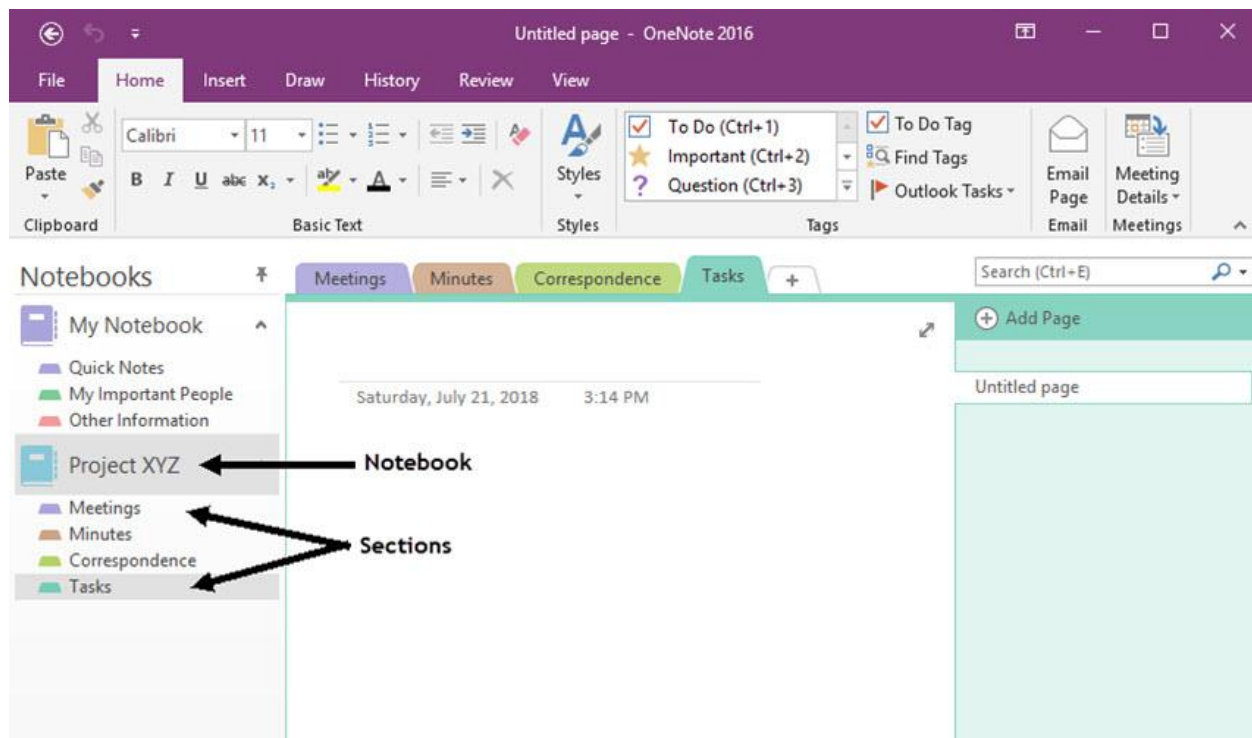 Untitled page - OneNote 2016
File Home Insert Draw History Review View
Calibri 11
To Do (Ctrl+1)
Important (Ctrl+2)
Question (Ctrl+3)
To Do Tag
Find Tags
Outlook Tasks
Paste
B I U abc X₂
ab
A
A
Styles
Email
Page
Meeting
Details
Clipboard Basic Text Styles Tags Email Meetings
Notebooks
Meetings Minutes Correspondence Tasks +
Search (Ctrl+E)
My Notebook
Add Page
Quick Notes
My Important People
Other Information
Untitled page
Saturday, July 21, 2018 3:14 PM
Project XYZ
Notebook
Meetings
Minutes
Correspondence
Tasks
Sections